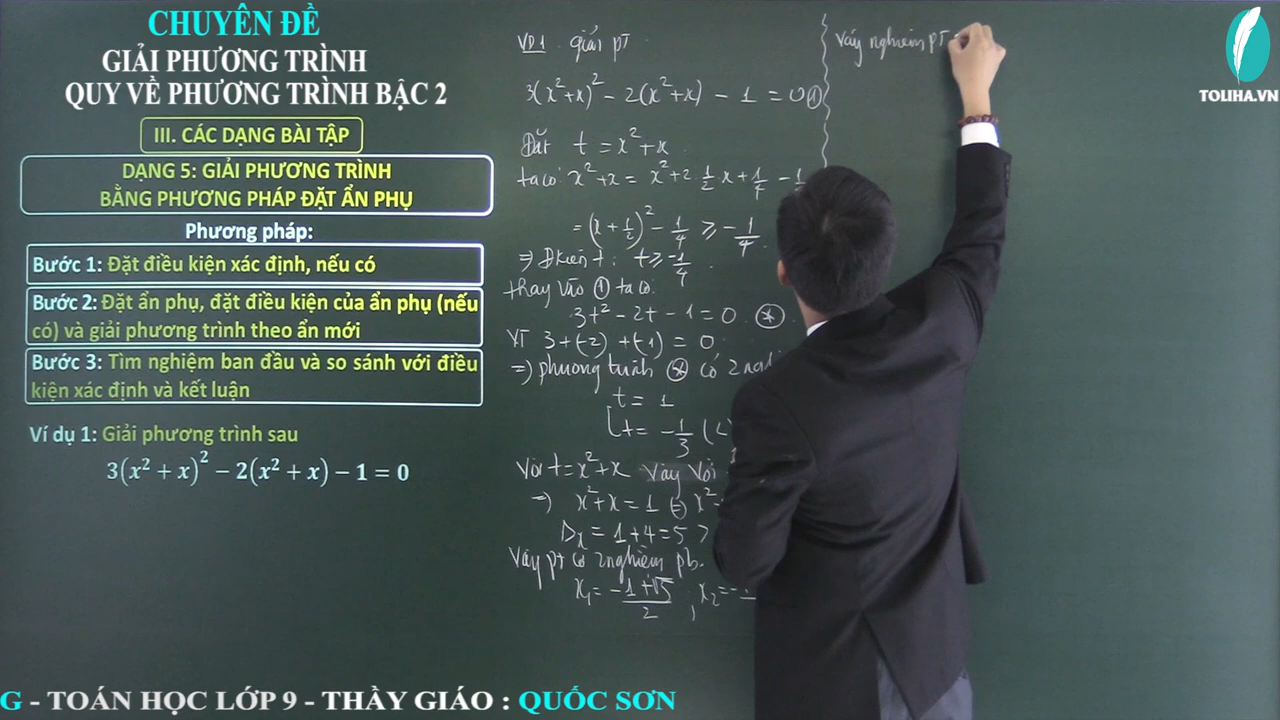 CHUYÊN ĐỀ
GIẢI PHƯƠNG TRÌNH
QUY VỀ PHƯƠNG TRÌNH BẬC 2
III. CÁC DẠNG BÀI TẬP
DẠNG 5: GIẢI PHƯƠNG TRÌNH
BẰNG PHƯƠNG PHÁP ĐẶT ẨN PHỤ
Phương pháp:
Bước 1: Đặt điều kiện xác định, nếu có
Bước 2: Đặt ẩn phụ, đặt điều kiện của ẩn phụ (nếu
có) và giải phương trình theo ẩn mới
Bước 3: Tìm nghiệm ban đầu và so sánh với điều
kiện xác định và kết luận
Ví dụ 1: Giải phương trình sau
3(x² + x)² − 2(x² + x) − 1 = 0
VD1. Giải pT
3(x²+x)² − 2(x²+x) − 1 = 0 ①
Đặt t = x²+x
ta có: x²+x = x²+2.1/2.x+1/4 − 1/
= (x+1/2)² − 1/4 ≥ −1/4
⇒ Đkiện t: t ≥ −1/4
thay vào ① ta có:
3t² − 2t − 1 = 0 (*)
Vì 3+(−2)+(−1) = 0
⇒ phương trình (*) có 2
t = 1
t = −1/3 (L
Với t = x²+x Vậy với
⇒ x²+x = 1 ⇔ x²
Δx = 1+4 = 5 >
Vậy pt có 2 nghiệm pb.
x₁ = −1+√5/2 ; x₂ = −
Vậy nghiệm pT
TOLIHA.VN
G - TOÁN HỌC LỚP 9 - THẦY GIÁO : QUỐC SƠN